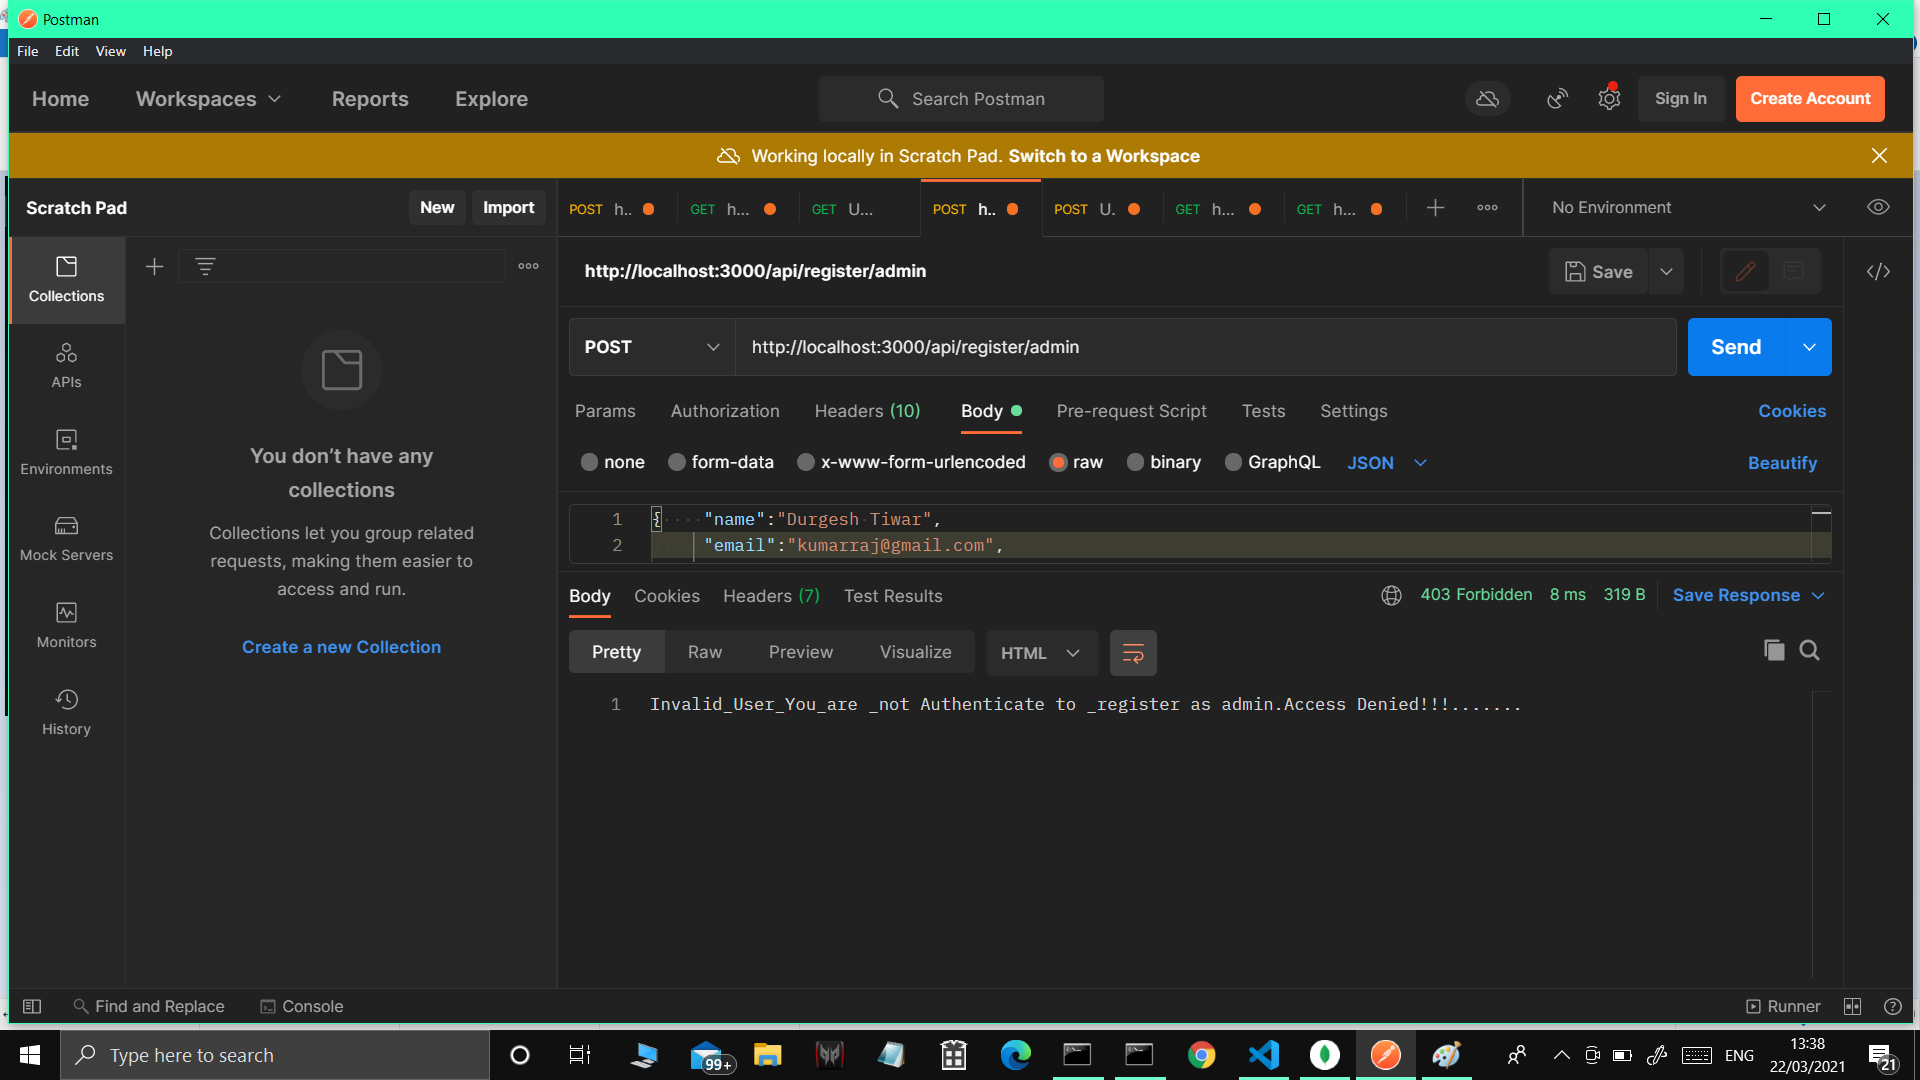 Postman
File Edit View Help
Home Workspaces Reports Explore Search Postman Sign In Create Account
Working locally in Scratch Pad. Switch to a Workspace
Scratch Pad New Import
POST h.. GET h... GET U... POST h.. POST U. GET h... GET h... No Environment
http://localhost:3000/api/register/admin Save
Collections
POST http://localhost:3000/api/register/admin Send
APIs
Params Authorization Headers (10) Body Pre-request Script Tests Settings Cookies
Environments
none form-data x-www-form-urlencoded raw binary GraphQL JSON Beautify
You don't have any
collections
Collections let you group related
requests, making them easier to
access and run.
Create a new Collection
Mock Servers
Monitors
History
1 { "name":"Durgesh Tiwar",
2 "email":"kumarraj@gmail.com",
Body Cookies Headers (7) Test Results 403 Forbidden 8 ms 319 B Save Response
Pretty Raw Preview Visualize HTML
1 Invalid_User_You_are _not Authenticate to _register as admin.Access Denied!!!.......
Find and Replace Console Runner
Type here to search 99+ ENG 13:38
22/03/2021 21